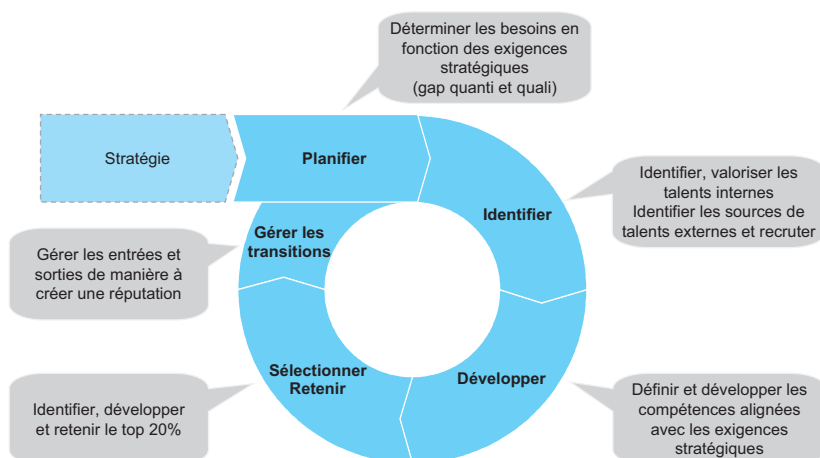 Déterminer les besoins en
fonction des exigences
stratégiques
(gap quanti et quali)
Stratégie
Planifier
Identifier
Identifier, valoriser les
talents internes
Identifier les sources de
talents externes et recruter
Gérer les
transitions
Gérer les entrées et
sorties de manière à
créer une réputation
Sélectionner
Retenir
Développer
Identifier, développer
et retenir le top 20%
Définir et développer les
compétences alignées
avec les exigences
stratégiques